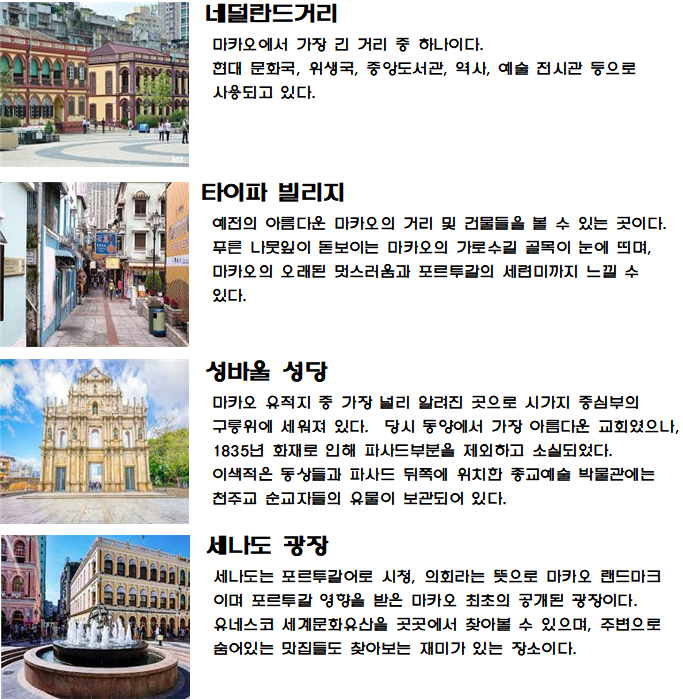 네덜란드거리
마카오에서 가장 긴 거리 중 하나이다.
현대 문화국, 위생국, 중앙도서관, 역사, 예술 전시관 등으로
사용되고 있다.
타이파 빌리지
예전의 아름다운 마카오의 거리 및 건물들을 볼 수 있는 곳이다.
푸른 나뭇잎이 돋보이는 마카오의 가로수길 골목이 눈에 띄며,
마카오의 오래된 멋스러움과 포르투갈의 세련미까지 느낄 수
있다.
성바울 성당
마카오 유적지 중 가장 널리 알려진 곳으로 시가지 중심부의
구릉위에 세워져 있다. 당시 동양에서 가장 아름다운 교회였으나,
1835년 화재로 인해 파사드부분을 제외하고 소실되었다.
이색적은 동상들과 파사드 뒤쪽에 위치한 종교예술 박물관에는
천주교 순교자들의 유물이 보관되어 있다.
세나도 광장
세나도는 포르투갈어로 시청, 의회라는 뜻으로 마카오 랜드마크
이며 포르투갈 영향을 받은 마카오 최초의 공개된 광장이다.
유네스코 세계문화유산을 곳곳에서 찾아볼 수 있으며, 주변으로
숨어있는 맛집들도 찾아보는 재미가 있는 장소이다.